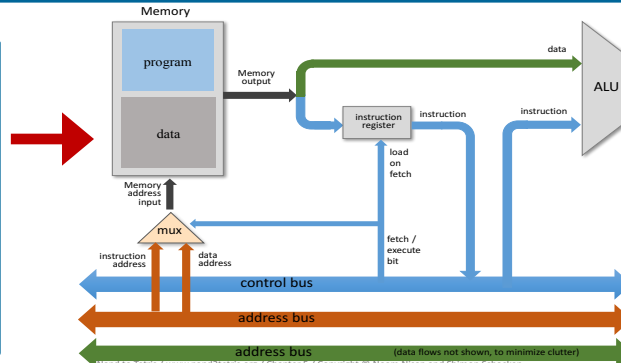 Memory
program
data
Memory
output
data
ALU
instruction
register
instruction
instruction
load
on
fetch
Memory
address
input
mux
instruction
address
data
address
fetch /
execute
bit
control bus
address bus
address bus
(data flows not shown, to minimize clutter)